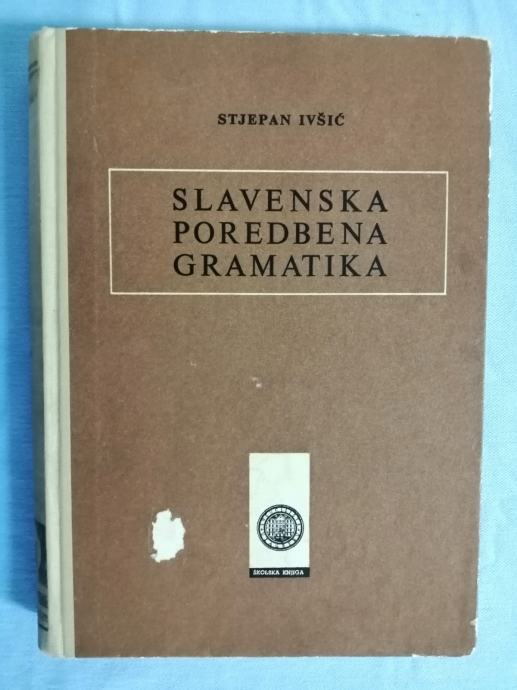 STJEPAN IVŠIĆ
SLAVENSKA
POREDBENA
GRAMATIKA
ŠKOLSKA KNJIGA